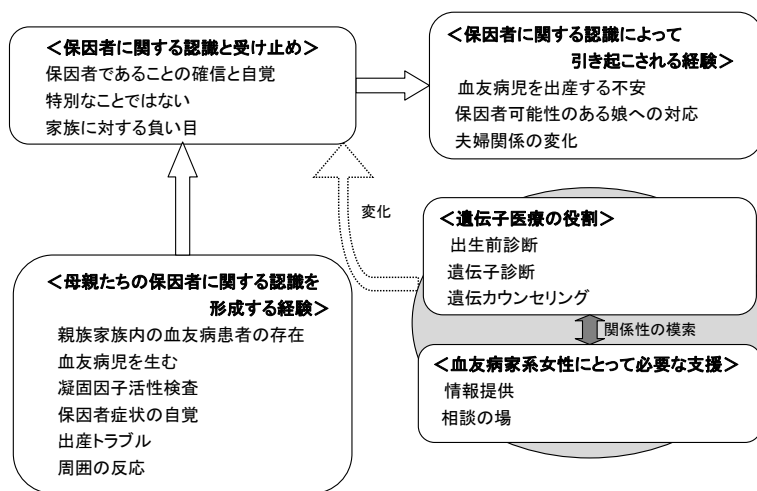 ＜保因者に関する認識と受け止め＞
保因者であることの確信と自覚
特別なことではない
家族に対する負い目
＜保因者に関する認識によって
引き起こされる経験＞
血友病児を出産する不安
保因者可能性のある娘への対応
夫婦関係の変化
変化
＜母親たちの保因者に関する認識を
形成する経験＞
親族家族内の血友病患者の存在
血友病児を生む
凝固因子活性検査
保因者症状の自覚
出産トラブル
周囲の反応
＜遺伝子医療の役割＞
出生前診断
遺伝子診断
遺伝カウンセリング
関係性の模索
＜血友病家系女性にとって必要な支援＞
情報提供
相談の場